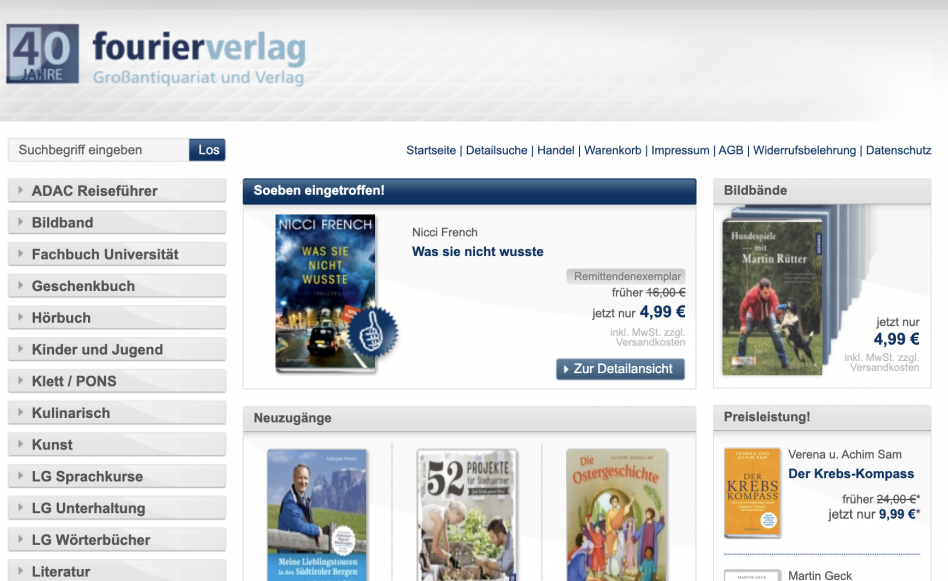 40
JAHRE
fourierverlag
Großantiquariat und Verlag
Suchbegriff eingeben
Los
Startseite | Detailsuche | Handel | Warenkorb | Impressum | AGB | Widerrufsbelehrung | Datenschutz
ADAC Reiseführer
Bildband
Fachbuch Universität
Geschenkbuch
Hörbuch
Kinder und Jugend
Klett / PONS
Kulinarisch
Kunst
LG Sprachkurse
LG Unterhaltung
LG Wörterbücher
Literatur
Soeben eingetroffen!
NICCI FRENCH
WAS SIE
NICHT
WUSSTE
THRILLER
Nicci French
Was sie nicht wusste
Remittendenexemplar
früher 16,00 €
jetzt nur 4,99 €
inkl. MwSt. zzgl.
Versandkosten
Zur Detailansicht
Bildbände
Hundespiele
mit
Martin Rütter
jetzt nur
4,99 €
inkl. MwSt. zzgl.
Versandkosten
Neuzugänge
Meine Lieblingstouren
in den Südtiroler Bergen
52 PROJEKTE
für Stadtgärtner
Die
Ostergeschichte
Preisleistung!
VERENA UND
ACHIM SAM
DER
KREBS
KOMPASS
Verena u. Achim Sam
Der Krebs-Kompass
früher 24,00 €*
jetzt nur 9,99 €*
MARTIN GECK
Martin Geck